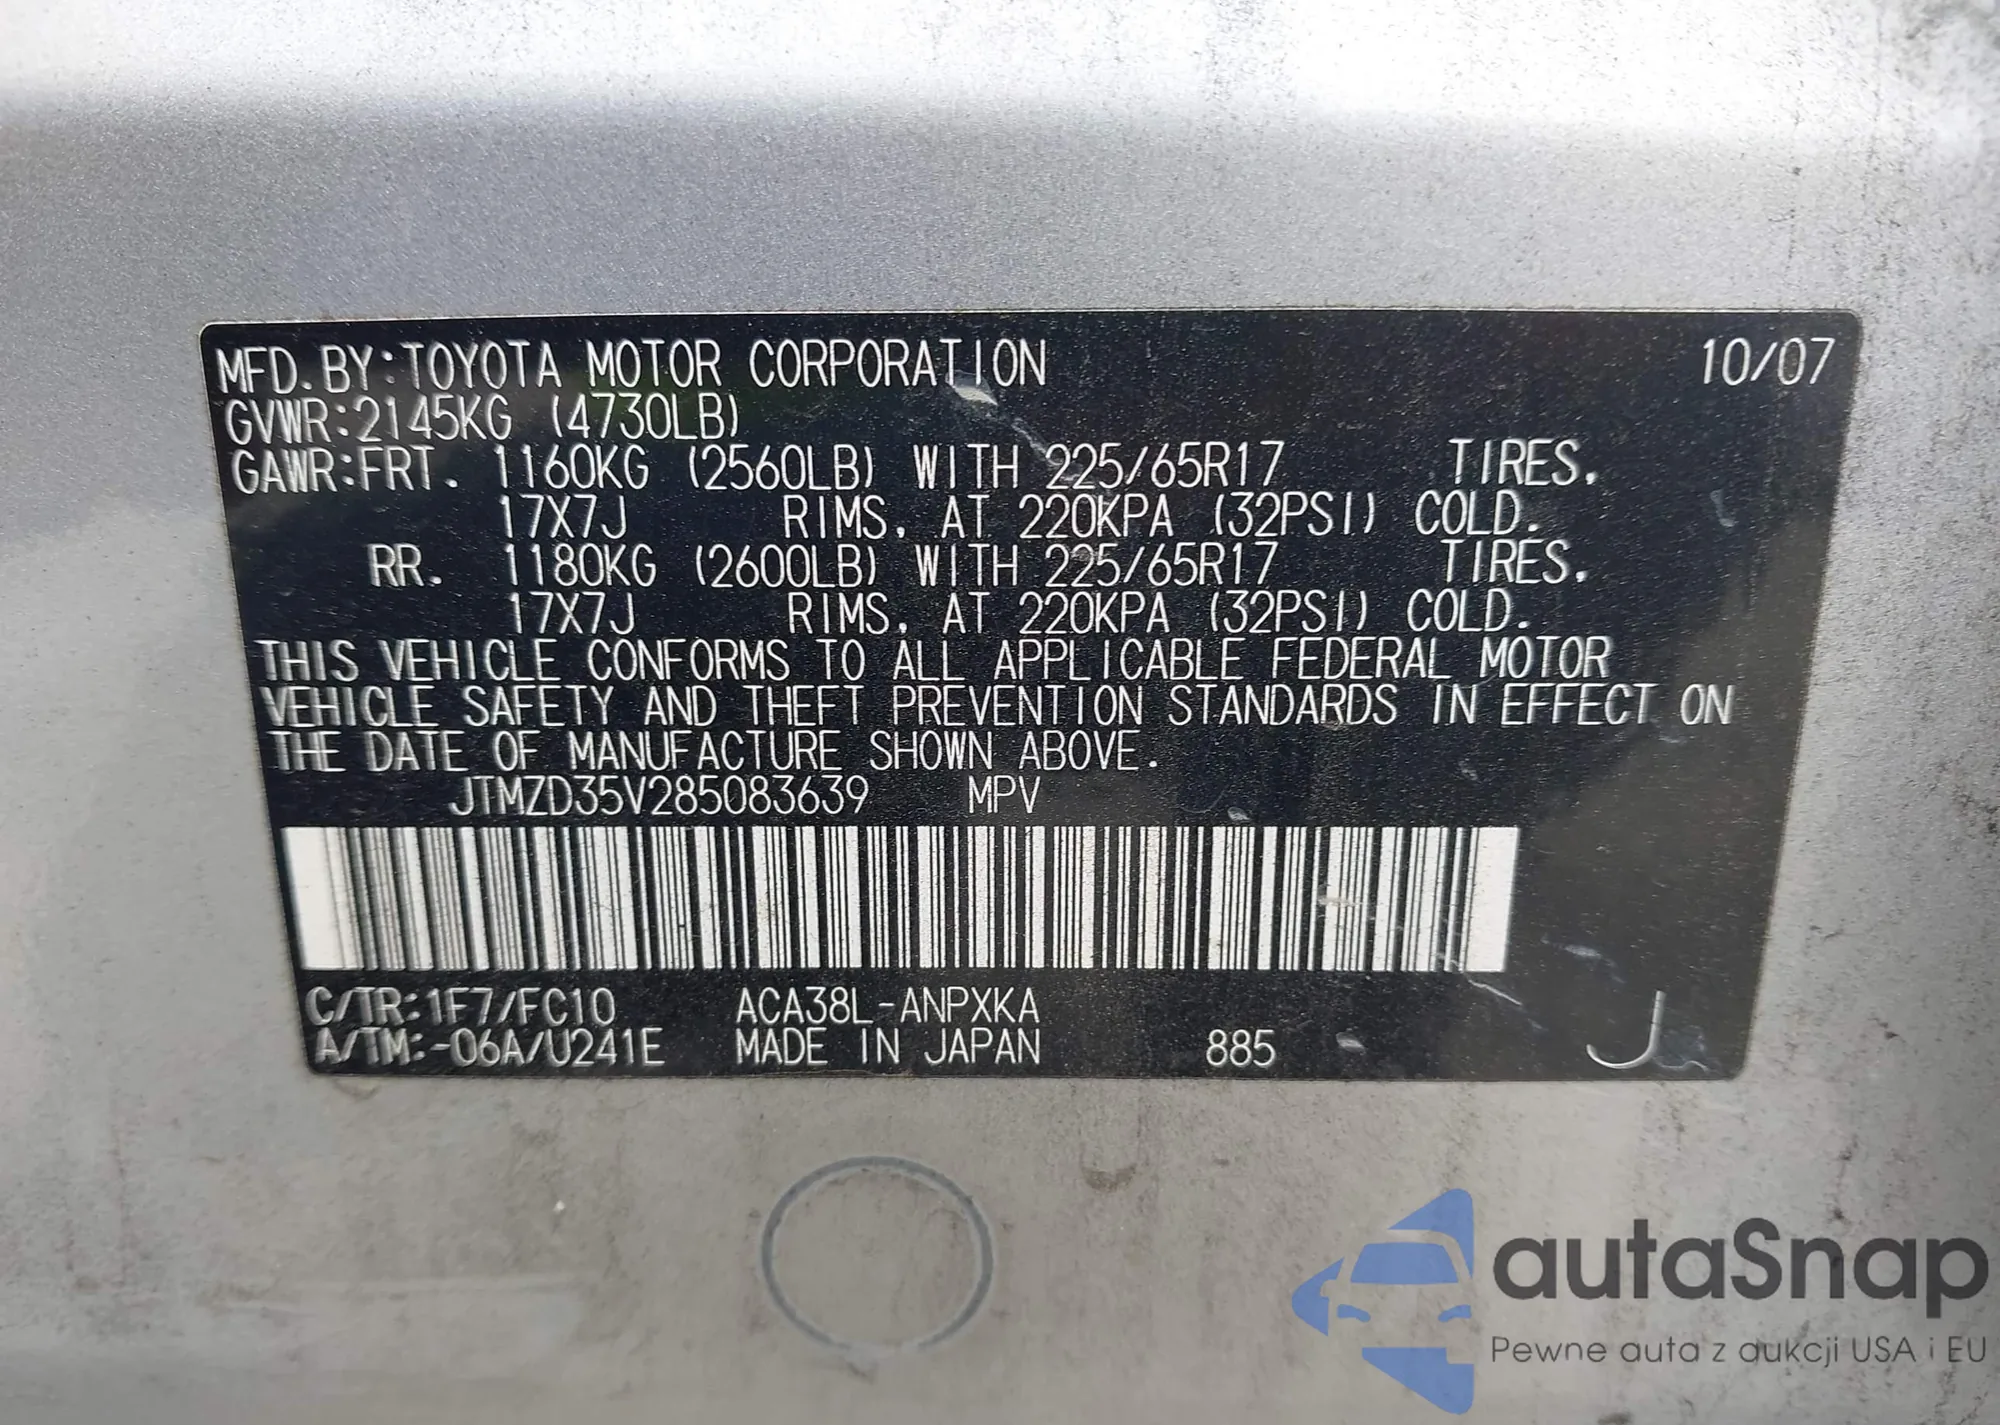 MFD. BY:TOYOTA MOTOR CORPORATION 10/07
GVWR:2145KG (4730LB)
GAWR:FRT. 1160KG (2560LB) WITH 225/65R17 TIRES.
17X7J RIMS, AT 220KPA (32PSI) COLD.
RR. 1180KG (2600LB) WITH 225/65R17 TIRES.
17X7J RIMS, AT 220KPA (32PSI) COLD.
THIS VEHICLE CONFORMS TO ALL APPLICABLE FEDERAL MOTOR
VEHICLE SAFETY AND THEFT PREVENTION STANDARDS IN EFFECT ON
THE DATE OF MANUFACTURE SHOWN ABOVE.
JTMZD35V285083639 MPV
C/TR:1F7/FC10 ACA38L-ANPXKA
A/TM:-06A/U241E MADE IN JAPAN 885 J
autaSnap
Pewne auta z aukcji USA i EU